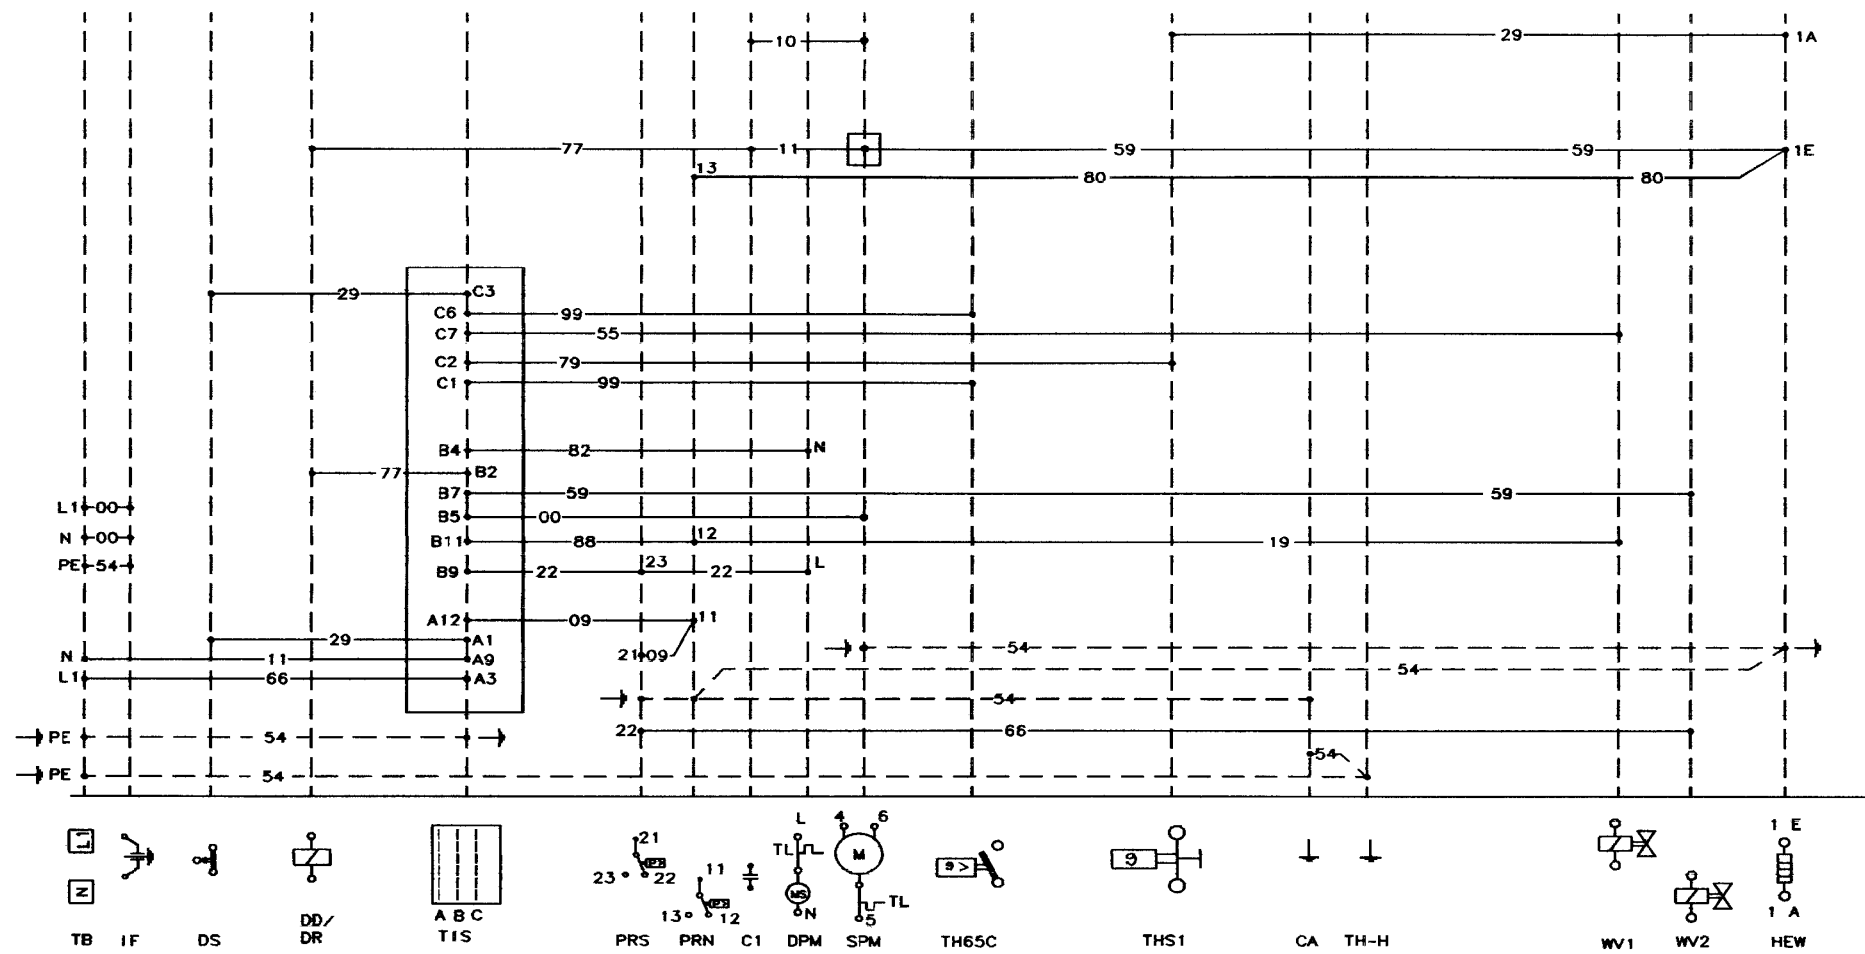 10 29 1A
77 11 59 59 1E
13
80 80
29 C3
C6 99
C7 55
C2 79
C1 99
B4 82 N
77 B2
B7 59 59
L1 00
B5 00
N 00 B11 88 12 19
PE 54 B9 22 23 22 L
A12 09 11
29 A1
N 11 A9 21 09 54
L1 66 A3 54
54
22 66
PE 54
54
PE 54
L1 21 L 4 6 1 E
TL M 9
P 9 >
23 22 11 MS
N P N TL
13 12 5 1 A
A B C
DD/
DR
TB IF DS TIS PRS PRN C1 DPM SPM TH65C THS1 CA TH-H WV1 WV2 HEW